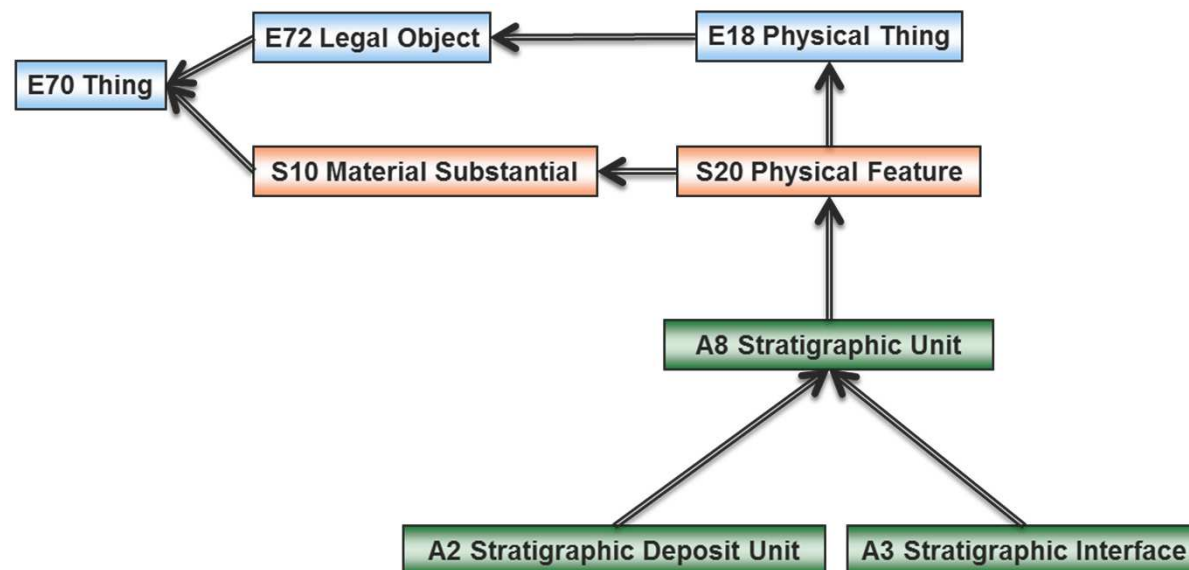 E72 Legal Object
E18 Physical Thing
E70 Thing
S10 Material Substantial
S20 Physical Feature
A8 Stratigraphic Unit
A2 Stratigraphic Deposit Unit
A3 Stratigraphic Interface